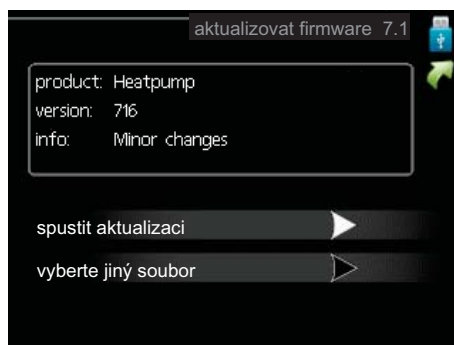 aktualizovat firmware 7.1
product: Heatpump
version: 716
info: Minor changes
spustit aktualizaci
vyberte jiný soubor